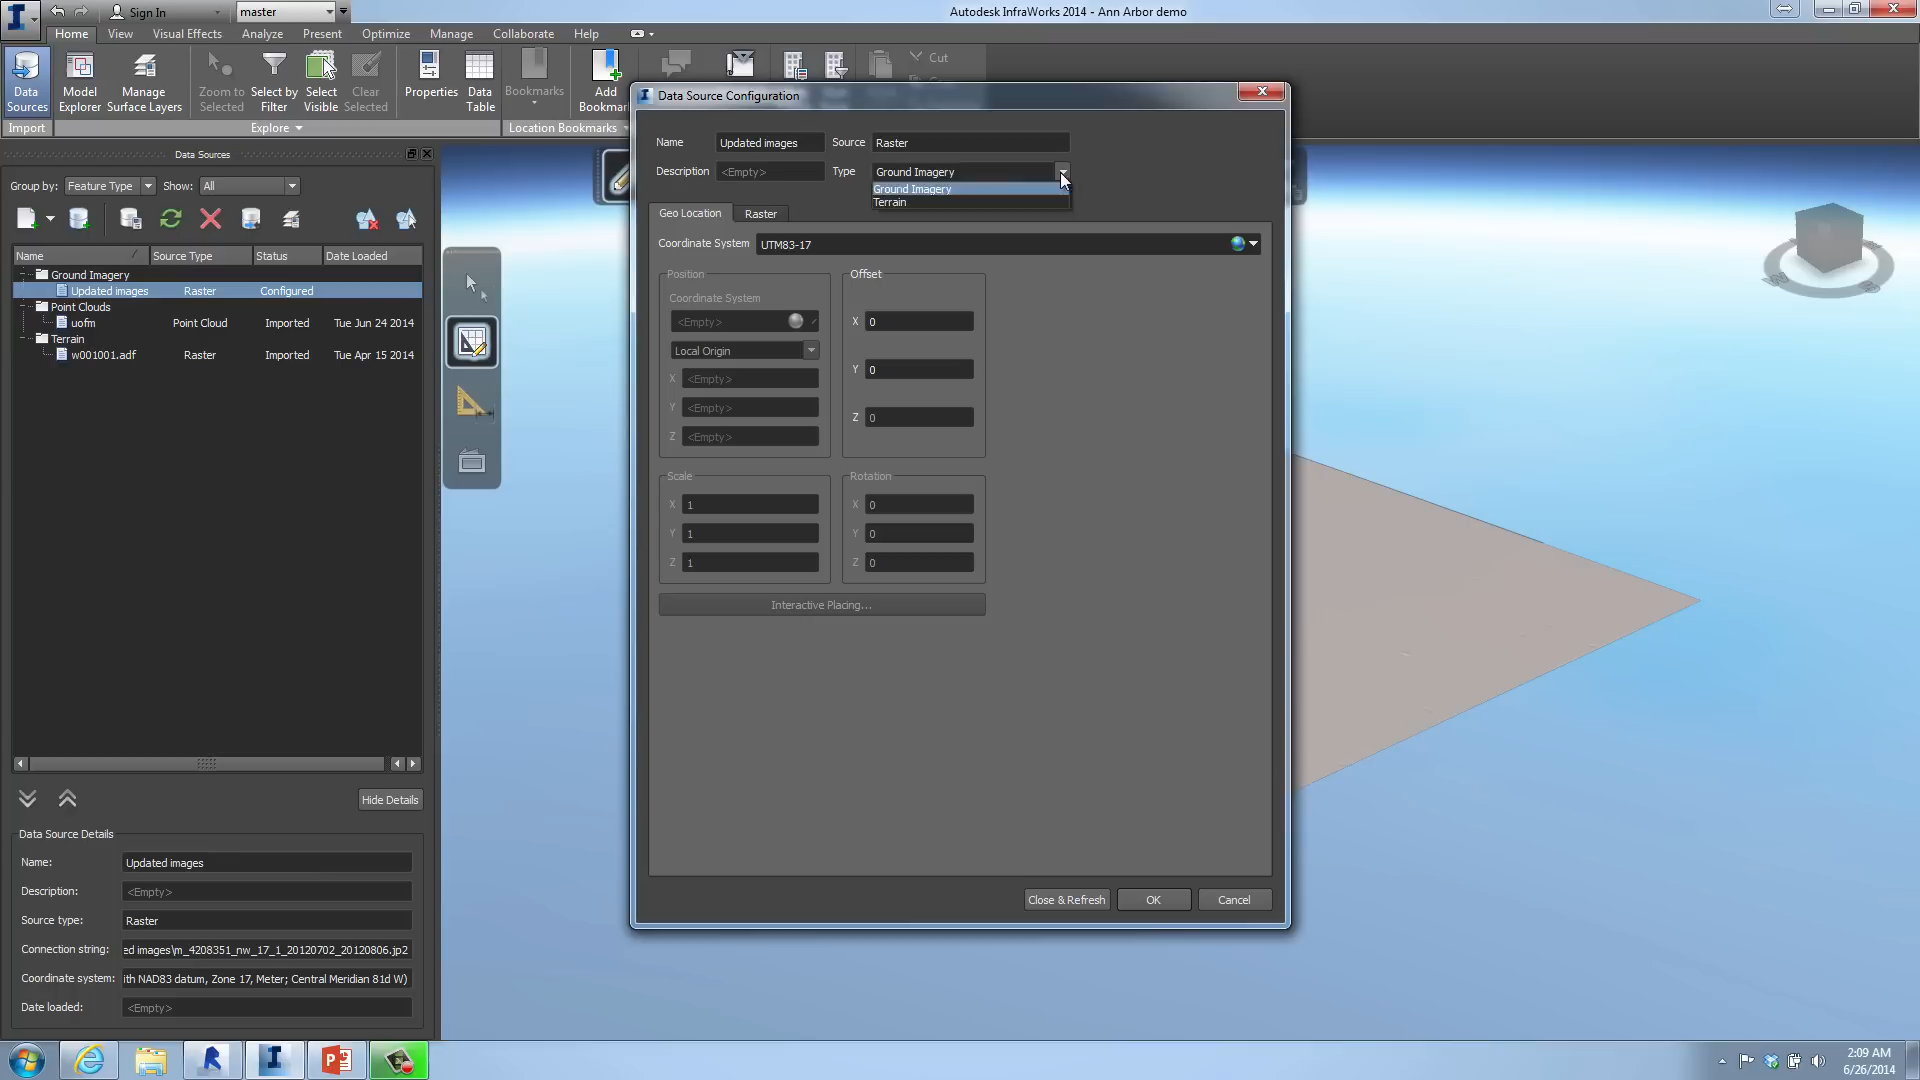 Sign In
master
Autodesk InfraWorks 2014 - Ann Arbor demo
Home View Visual Effects Analyze Present Optimize Manage Collaborate Help
Cut
Data Sources
Model Explorer
Manage Surface Layers
Zoom to Selected
Select by Filter
Select Visible
Clear Selected
Properties
Data Table
Bookmarks
Add Bookmar
Import
Explore
Location Bookmarks
Data Sources
Group by: Feature Type Show: All
Name Source Type Status Date Loaded
Ground Imagery
Updated images Raster Configured
Point Clouds
uofm Point Cloud Imported Tue Jun 24 2014
Terrain
w001001.adf Raster Imported Tue Apr 15 2014
Hide Details
Data Source Details
Name: Updated images
Description: <Empty>
Source type: Raster
Connection string: ed images\m_4208351_nw_17_1_20120702_20120806.jp2
Coordinate system: ith NAD83 datum, Zone 17, Meter; Central Meridian 81d W)
Date loaded: <Empty>
Data Source Configuration
Name Updated images Source Raster
Description <Empty> Type Ground Imagery
Ground Imagery
Terrain
Geo Location Raster
Coordinate System UTM83-17
Position
Coordinate System
<Empty>
Local Origin
X <Empty>
Y <Empty>
Z <Empty>
Offset
X 0
Y 0
Z 0
Scale
X 1
Y 1
Z 1
Rotation
X 0
Y 0
Z 0
Interactive Placing...
Close & Refresh OK Cancel
2:09 AM
6/26/2014